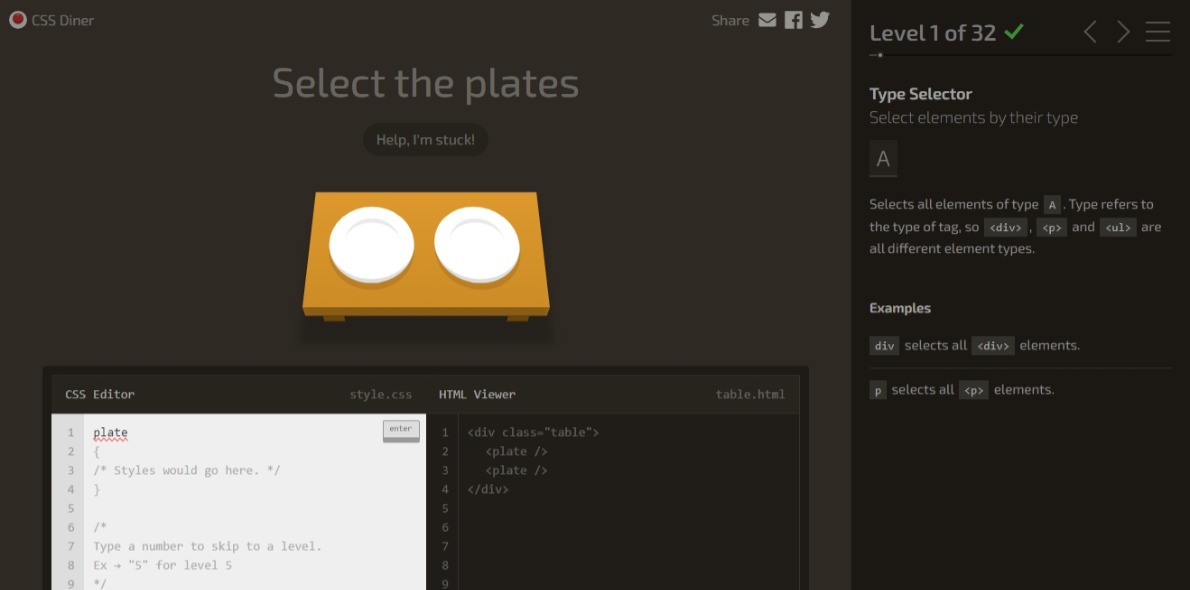 CSS Diner
Share
Select the plates
Help, I'm stuck!
CSS Editor
style.css
1 plate
enter
2 {
3 /* Styles would go here. */
4 }
5
6 /*
7 Type a number to skip to a level.
8 Ex → "5" for level 5
9 */
HTML Viewer
table.html
1 <div class="table">
2 <plate />
3 <plate />
4 </div>
5
6
7
8
9
Level 1 of 32
Type Selector
Select elements by their type
A
Selects all elements of type A . Type refers to
the type of tag, so <div> , <p> and <ul> are
all different element types.
Examples
div selects all <div> elements.
p selects all <p> elements.